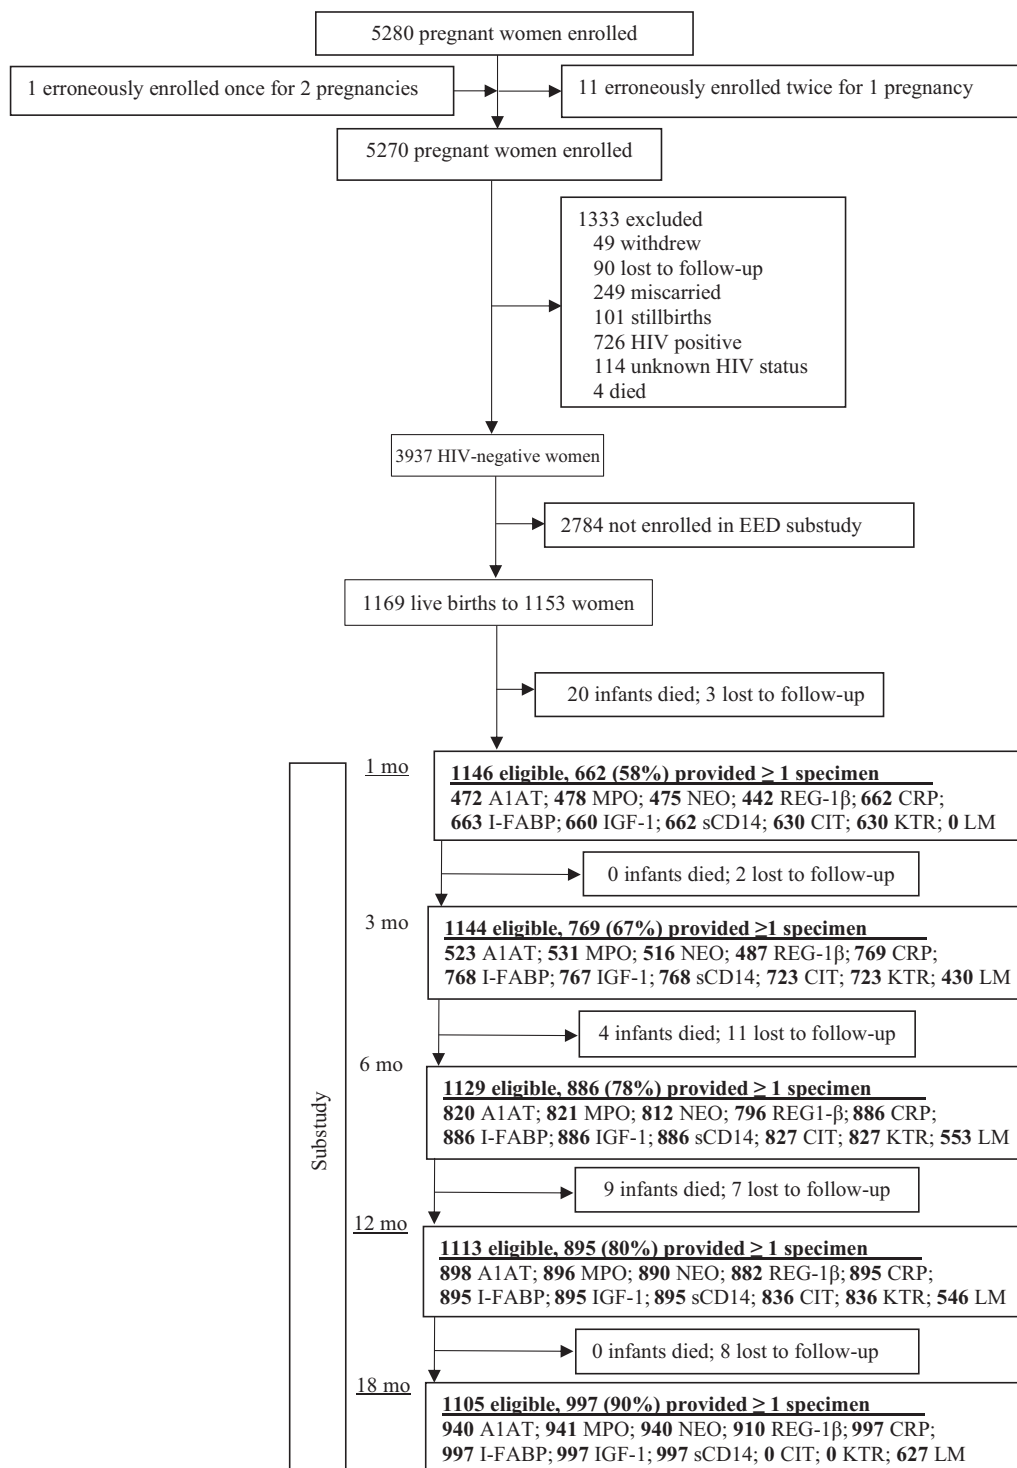 5280 pregnant women enrolled
1 erroneously enrolled once for 2 pregnancies
11 erroneously enrolled twice for 1 pregnancy
5270 pregnant women enrolled
1333 excluded
49 withdrew
90 lost to follow-up
249 miscarried
101 stillbirths
726 HIV positive
114 unknown HIV status
4 died
3937 HIV-negative women
2784 not enrolled in EED substudy
1169 live births to 1153 women
20 infants died; 3 lost to follow-up
Substudy
1 mo
1146 eligible, 662 (58%) provided ≥ 1 specimen
472 A1AT; 478 MPO; 475 NEO; 442 REG-1β; 662 CRP;
663 I-FABP; 660 IGF-1; 662 sCD14; 630 CIT; 630 KTR; 0 LM
0 infants died; 2 lost to follow-up
3 mo
1144 eligible, 769 (67%) provided ≥1 specimen
523 A1AT; 531 MPO; 516 NEO; 487 REG-1β; 769 CRP;
768 I-FABP; 767 IGF-1; 768 sCD14; 723 CIT; 723 KTR; 430 LM
4 infants died; 11 lost to follow-up
6 mo
1129 eligible, 886 (78%) provided ≥ 1 specimen
820 A1AT; 821 MPO; 812 NEO; 796 REG1-β; 886 CRP;
886 I-FABP; 886 IGF-1; 886 sCD14; 827 CIT; 827 KTR; 553 LM
9 infants died; 7 lost to follow-up
12 mo
1113 eligible, 895 (80%) provided ≥ 1 specimen
898 A1AT; 896 MPO; 890 NEO; 882 REG-1β; 895 CRP;
895 I-FABP; 895 IGF-1; 895 sCD14; 836 CIT; 836 KTR; 546 LM
0 infants died; 8 lost to follow-up
18 mo
1105 eligible, 997 (90%) provided ≥ 1 specimen
940 A1AT; 941 MPO; 940 NEO; 910 REG-1β; 997 CRP;
997 I-FABP; 997 IGF-1; 997 sCD14; 0 CIT; 0 KTR; 627 LM